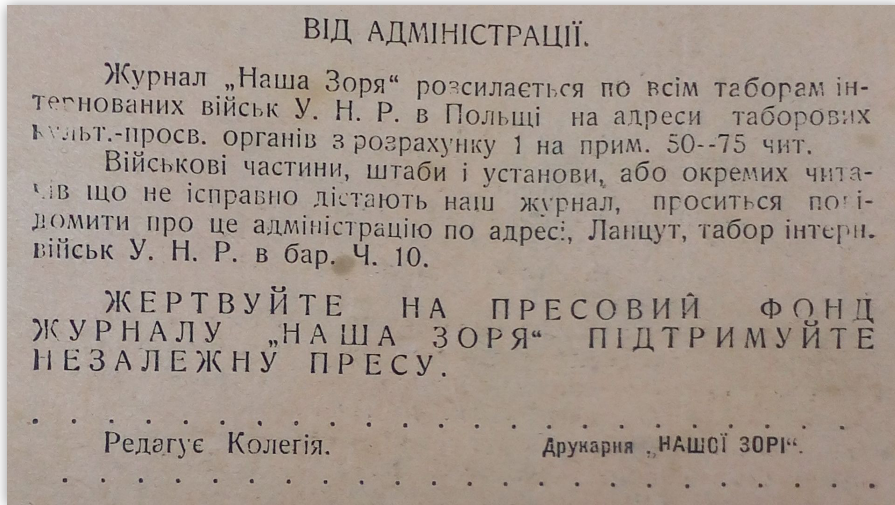 ВІД АДМІНІСТРАЦІЇ.
Журнал „Наша Зоря“ розсилається по всім таборам ін-
тернованих військ У. Н. Р. в Польщі на адреси таборових
культ.-просв. органів з розрахунку 1 на прим. 50--75 чит.
Військові частини, штаби і установи, або окремих чита-
чів що не ісправно дістають наш журнал, проситься пові-
домити про це адміністрацію по адресі, Ланцут, табор інтерн.
військ У. Н. Р. в бар. Ч. 10.
ЖЕРТВУЙТЕ НА ПРЕСОВИЙ ФОНД
ЖУРНАЛУ „НАША ЗОРЯ“ ПІДТРИМУЙТЕ
НЕЗАЛЕЖНУ ПРЕСУ.
Редагує Колегія. Друкарня „НАШОЇ ЗОРІ“.